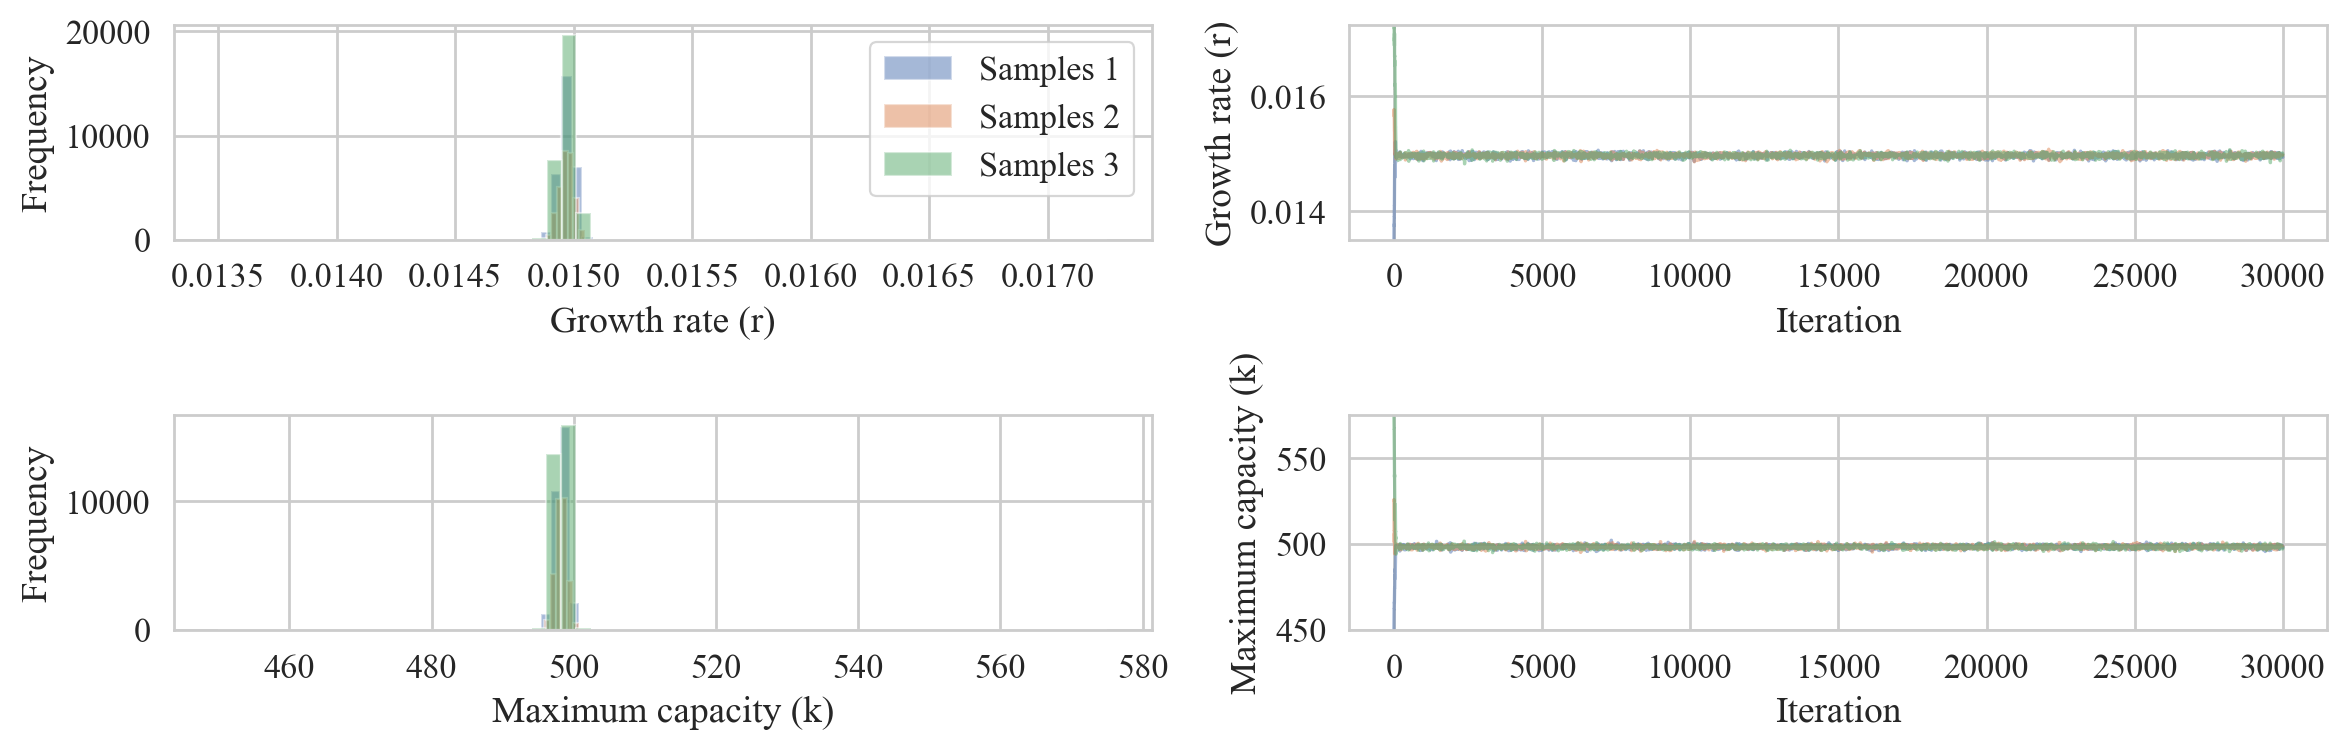 Frequency
20000
10000
0
0.0135 0.0140 0.0145 0.0150 0.0155 0.0160 0.0165 0.0170
Growth rate (r)
Samples 1
Samples 2
Samples 3
Growth rate (r)
0.016
0.014
0 5000 10000 15000 20000 25000 30000
Iteration
Frequency
10000
0
460 480 500 520 540 560 580
Maximum capacity (k)
Maximum capacity (k)
550
500
450
0 5000 10000 15000 20000 25000 30000
Iteration